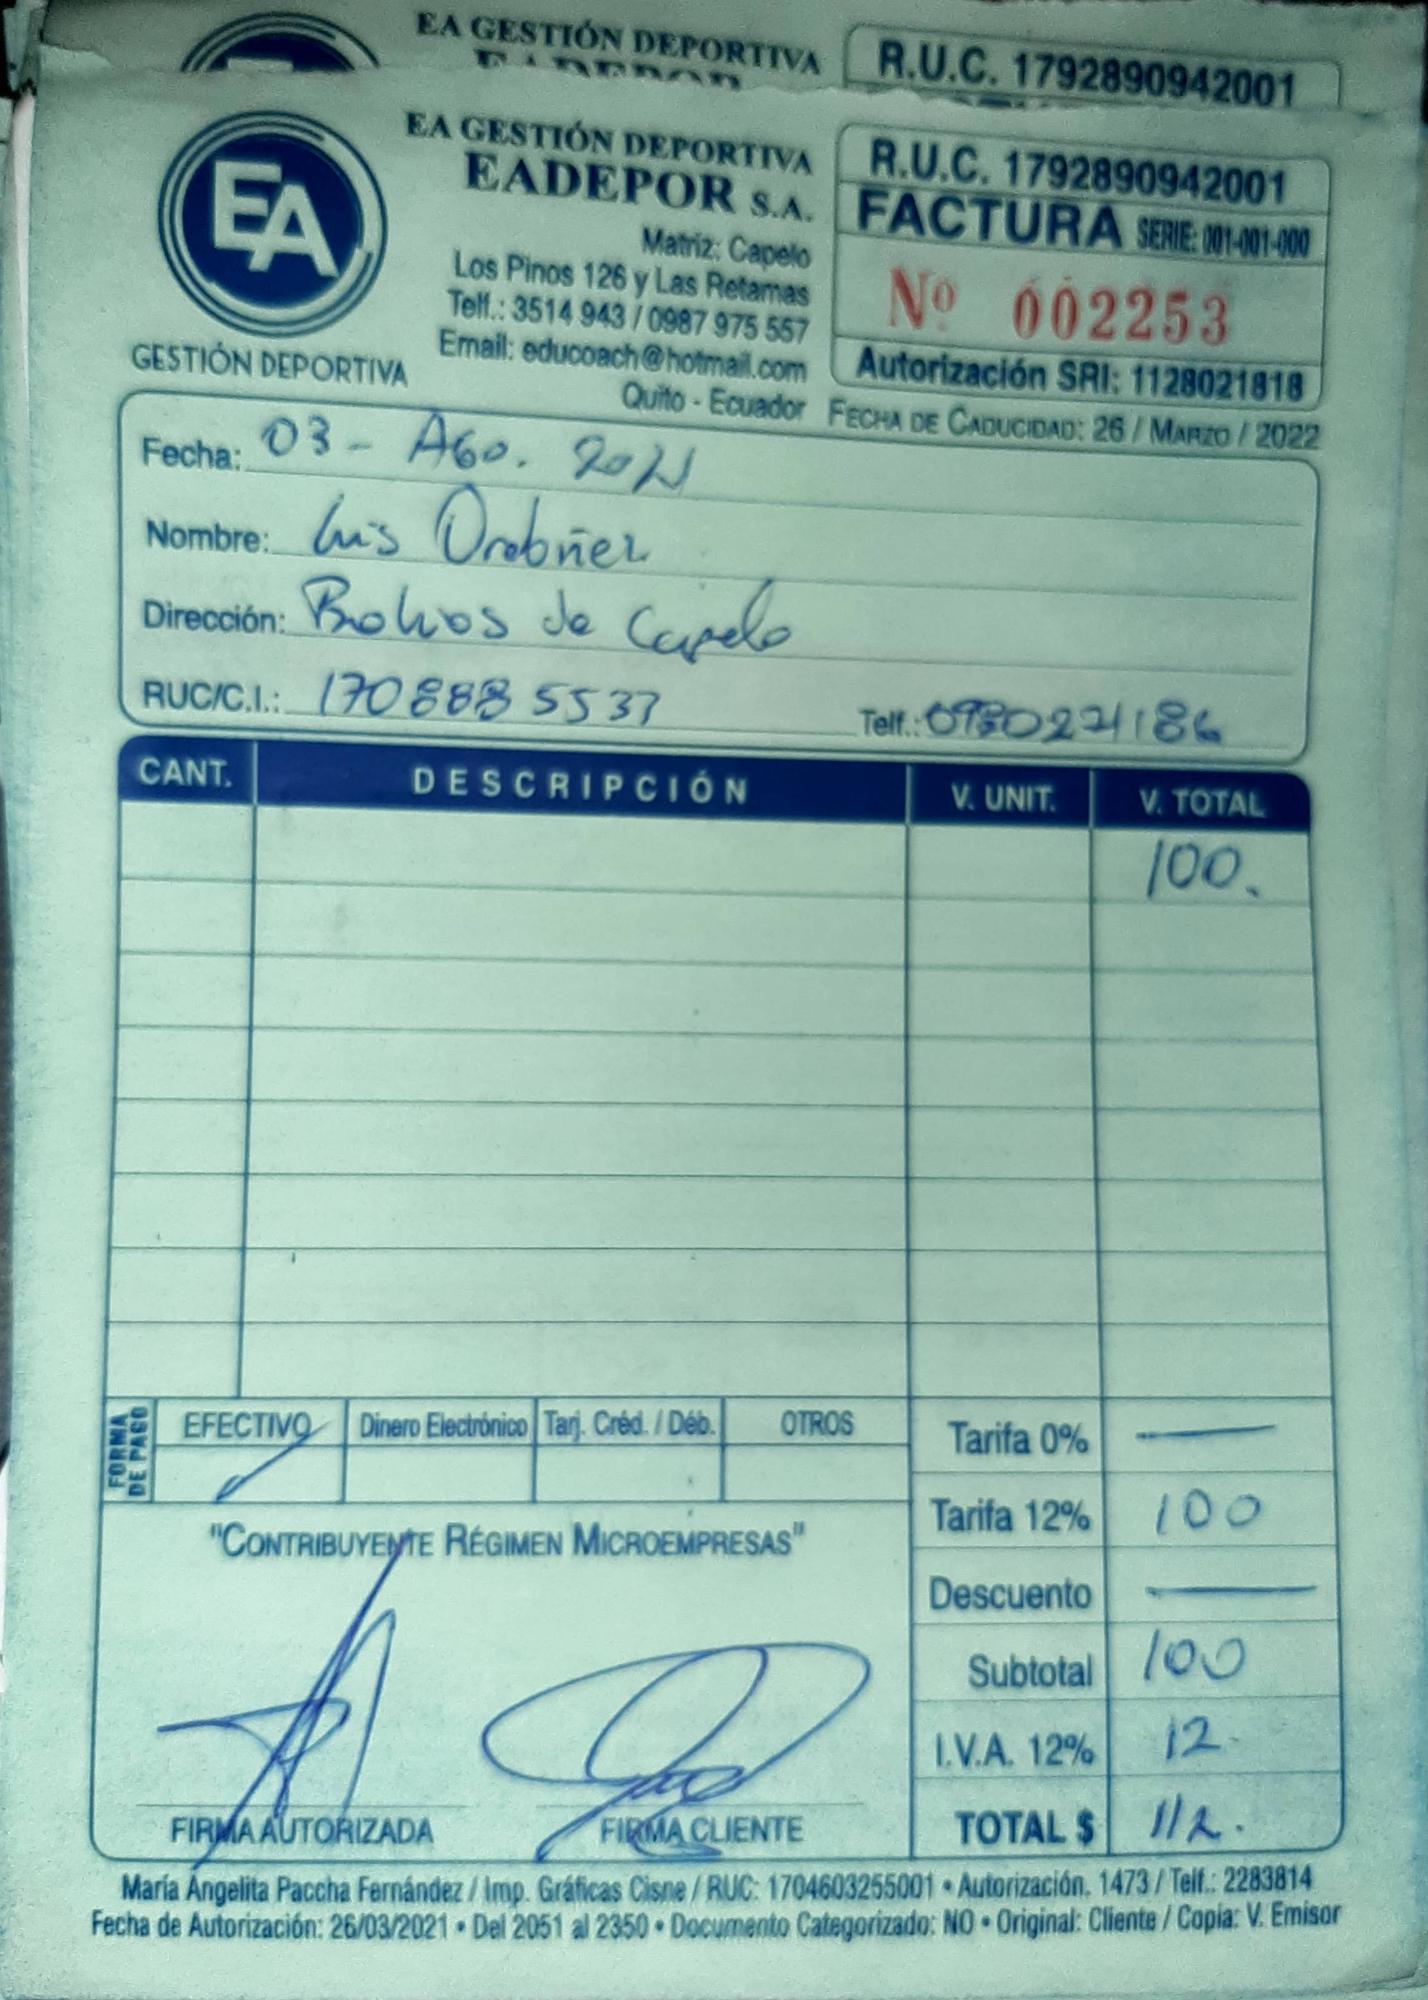 EA GESTIÓN DEPORTIVA
R.U.C. 1792890942001
EA
GESTIÓN DEPORTIVA
EA GESTIÓN DEPORTIVA
EADEPOR S.A.
Matriz: Capelo
Los Pinos 126 y Las Retamas
Telf.: 3514 943 / 0987 975 557
Email: educoach@hotmail.com
Quito - Ecuador
R.U.C. 1792890942001
FACTURA SERIE: 001-001-000
Nº 002253
Autorización SRI: 1128021818
FECHA DE CADUCIDAD: 26 / MARZO / 2022
Fecha: 03 - AGO. 2021
Nombre: Luis
Dirección: de Capelo
RUC/C.I.: 1708885537 Telf.:
CANT. DESCRIPCIÓN V. UNIT. V. TOTAL
100.
FORMA DE PAGO
EFECTIVO Dinero Electrónico Tarj. Créd. / Déb. OTROS
Tarifa 0% —
Tarifa 12% 100
Descuento —
Subtotal 100
I.V.A. 12% 12.
TOTAL $ 112.
"CONTRIBUYENTE RÉGIMEN MICROEMPRESAS"
FIRMA AUTORIZADA FIRMA CLIENTE
María Angelita Paccha Fernández / Imp. Gráficas Cisne / RUC: 1704603255001 • Autorización. 1473 / Telf.: 2283814
Fecha de Autorización: 26/03/2021 • Del 2051 al 2350 • Documento Categorizado: NO • Original: Cliente / Copia: V. Emisor